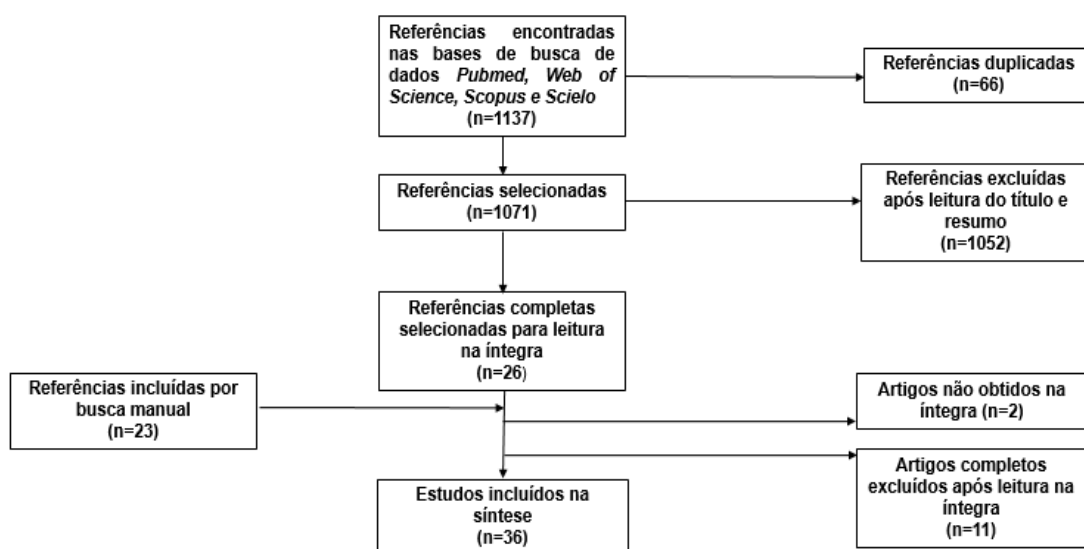 Referências encontradas
nas bases de busca de
dados Pubmed, Web of
Science, Scopus e Scielo
(n=1137)
Referências duplicadas
(n=66)
Referências selecionadas
(n=1071)
Referências excluídas
após leitura do título e
resumo
(n=1052)
Referências completas
selecionadas para leitura
na íntegra
(n=26)
Referências incluídas por
busca manual
(n=23)
Artigos não obtidos na
íntegra (n=2)
Artigos completos
excluídos após leitura na
íntegra
(n=11)
Estudos incluídos na
síntese
(n=36)